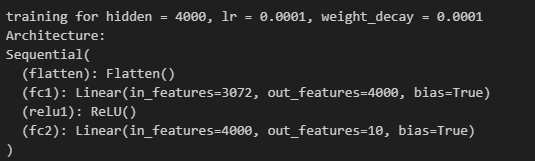 training for hidden = 4000, lr = 0.0001, weight_decay = 0.0001
Architecture:
Sequential(
  (flatten): Flatten()
  (fc1): Linear(in_features=3072, out_features=4000, bias=True)
  (relu1): ReLU()
  (fc2): Linear(in_features=4000, out_features=10, bias=True)
)